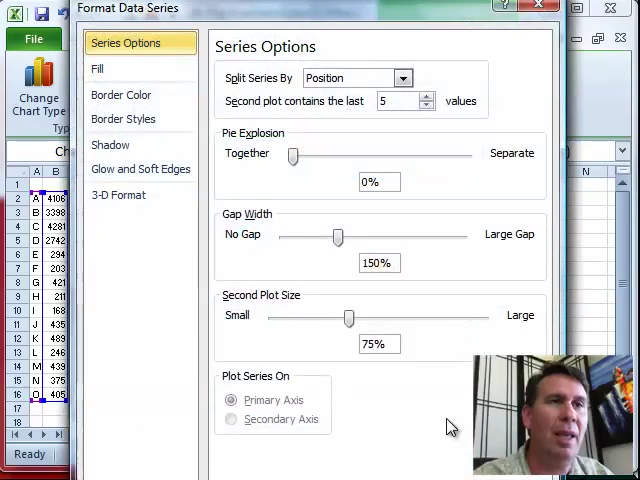 Format Data Series
File
Change
Chart Type
Ty
Ch
Series Options
Fill
Border Color
Border Styles
Shadow
Glow and Soft Edges
3-D Format
Series Options
Split Series By Position
Second plot contains the last 5 values
Pie Explosion
Together Separate
0%
Gap Width
No Gap Large Gap
150%
Second Plot Size
Small Large
75%
Plot Series On
Primary Axis
Secondary Axis
A B N
1
2 A 4106
3 B 3398
4 C 4281
5 D 2742
6 E 294
7 F 203
8 G 421
9 H 211
10 I 168
11 J 435
12 K 489
13 L 246
14 M 439
15 N 375
16 O 405
17
18
Ready